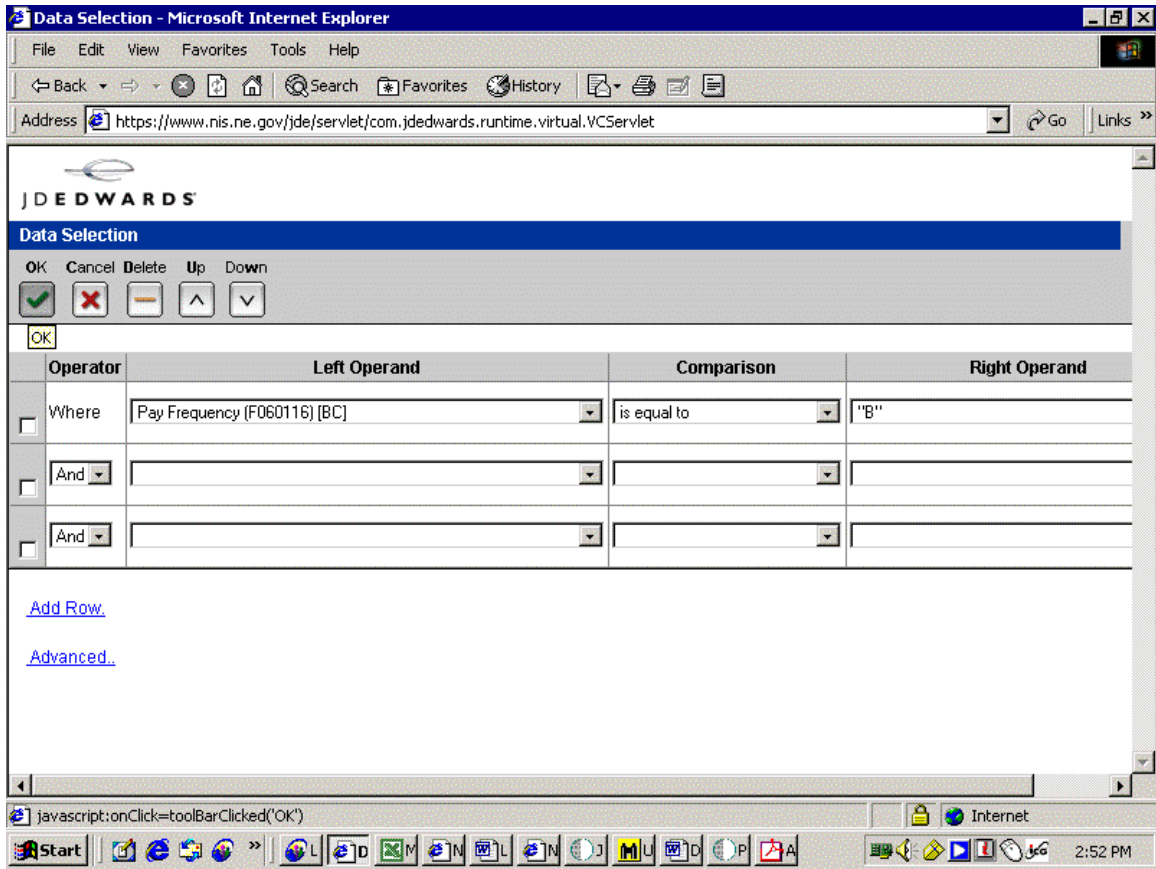 Data Selection - Microsoft Internet Explorer
File Edit View Favorites Tools Help
Back Search Favorites History
Address https://www.nis.ne.gov/jde/servlet/com.jdedwards.runtime.virtual.VCServlet Go Links »
JDEDWARDS
Data Selection
OK Cancel Delete Up Down
OK
Operator Left Operand Comparison Right Operand
Where Pay Frequency (F060116) [BC] is equal to "B"
And
And
Add Row.
Advanced..
javascript:onClick=toolBarClicked('OK') Internet
Start » L D M N L N J U D P A 2:52 PM